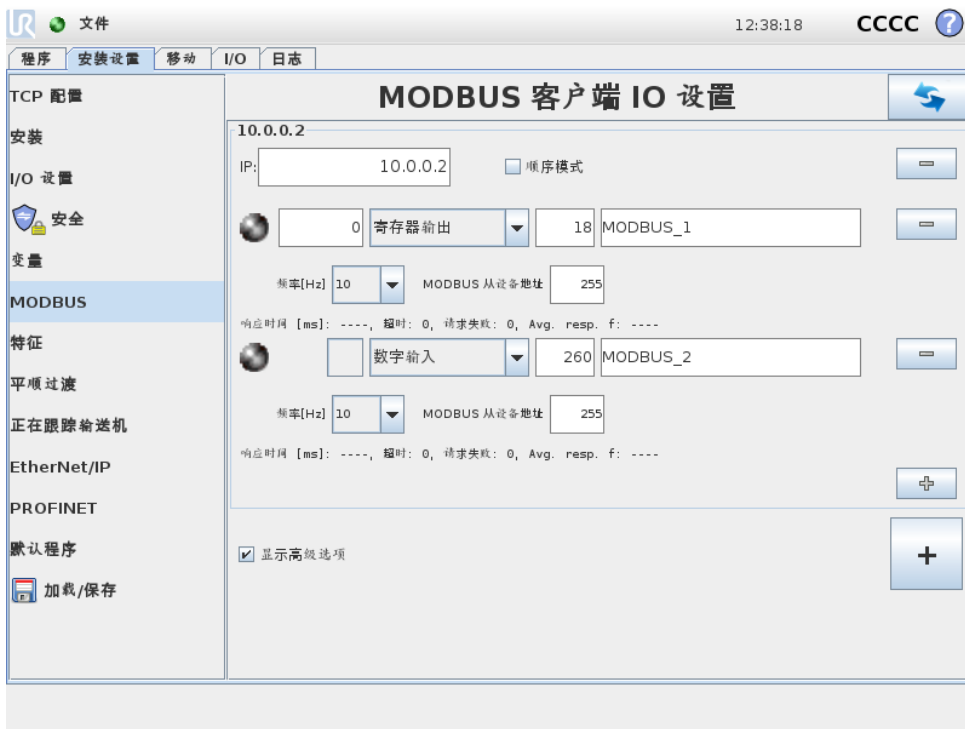 UR 文件 12:38:18 CCCC ?
程序 安装设置 移动 I/O 日志
TCP 配置
安装
I/O 设置
安全
变量
MODBUS
特征
平顺过渡
正在跟踪输送机
EtherNet/IP
PROFINET
默认程序
加载/保存
MODBUS 客户端 IO 设置
10.0.0.2
IP: 10.0.0.2 顺序模式
0 寄存器输出 18 MODBUS_1
频率[Hz] 10 MODBUS 从设备地址 255
响应时间 [ms]: ----, 超时: 0, 请求失败: 0, Avg. resp. f: ----
数字输入 260 MODBUS_2
频率[Hz] 10 MODBUS 从设备地址 255
响应时间 [ms]: ----, 超时: 0, 请求失败: 0, Avg. resp. f: ----
显示高级选项